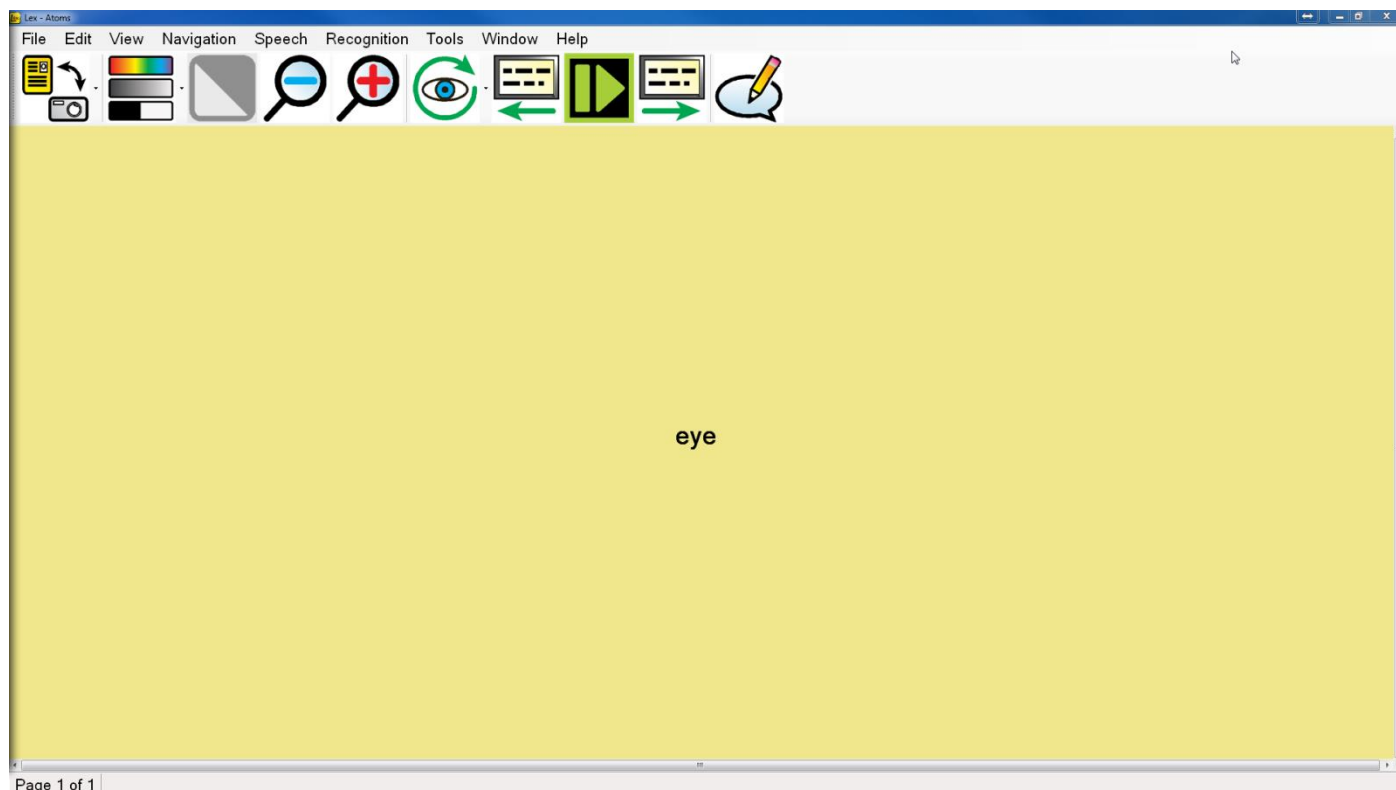 Lex - Atoms
File Edit View Navigation Speech Recognition Tools Window Help
eye
Page 1 of 1